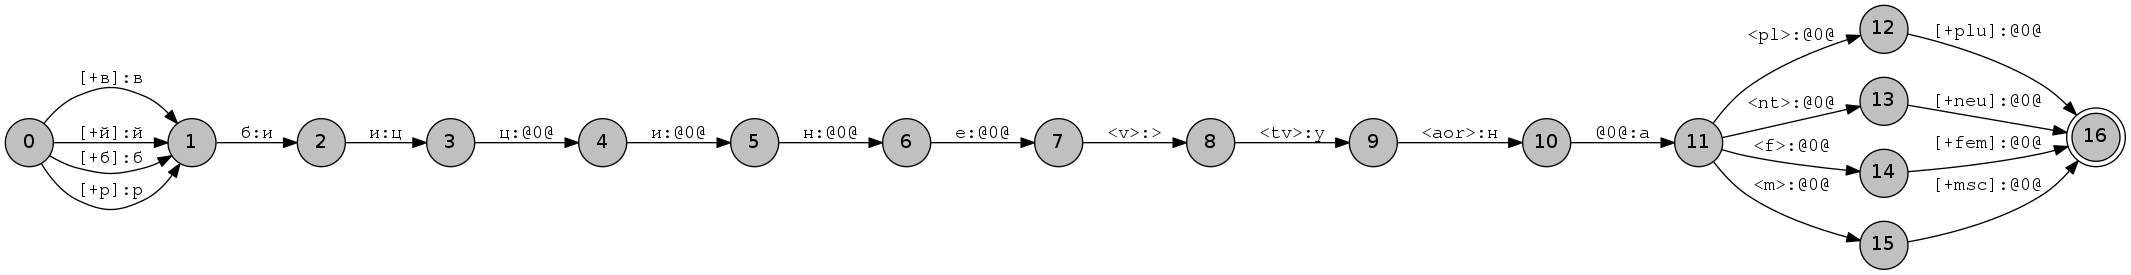 0
[+в]:в
[+й]:й
[+б]:б
[+р]:р
1
б:и
2
и:ц
3
ц:@0@
4
и:@0@
5
н:@0@
6
е:@0@
7
<v>:>
8
<tv>:у
9
<aor>:н
10
@0@:а
11
<pl>:@0@
<nt>:@0@
<f>:@0@
<m>:@0@
12
13
14
15
[+plu]:@0@
[+neu]:@0@
[+fem]:@0@
[+msc]:@0@
16